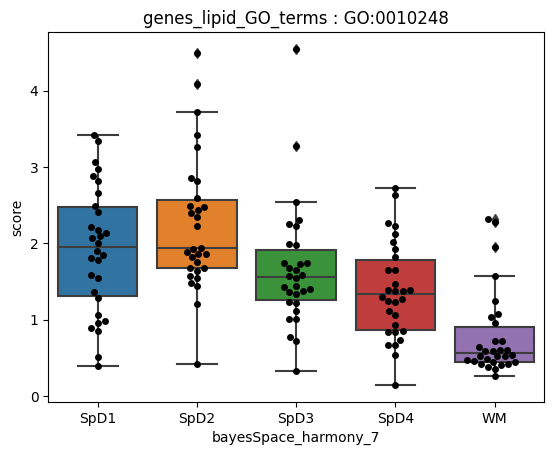 genes_lipid_GO_terms : GO:0010248
score
4
3
2
1
0
SpD1 SpD2 SpD3 SpD4 WM
bayesSpace_harmony_7